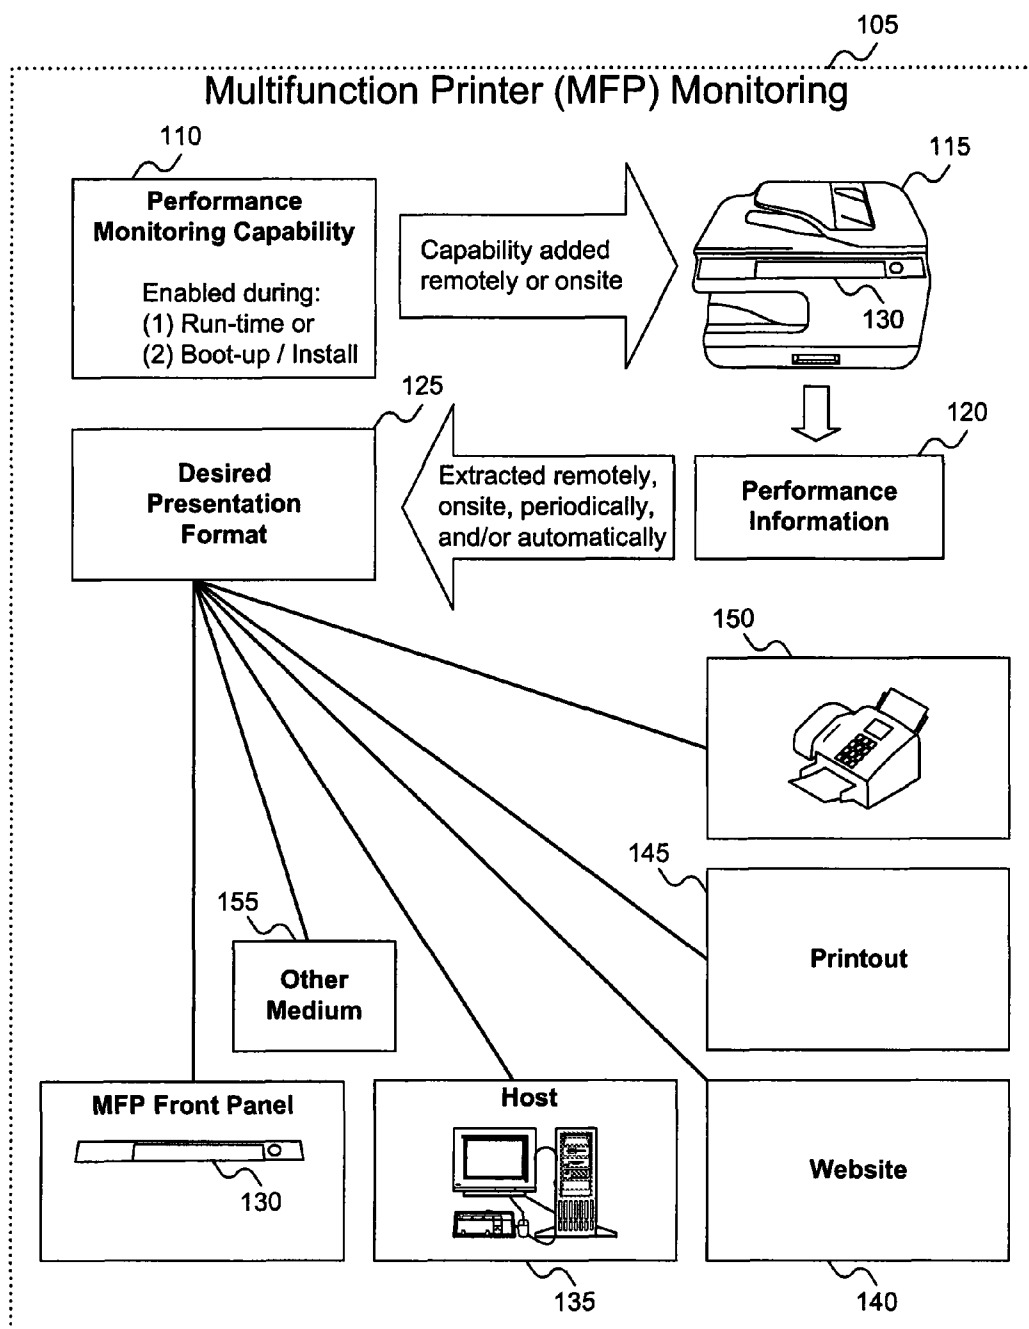 105
Multifunction Printer (MFP) Monitoring
110
Performance
Monitoring Capability
Enabled during:
(1) Run-time or
(2) Boot-up / Install
Capability added
remotely or onsite
115
130
125
Desired
Presentation
Format
Extracted remotely,
onsite, periodically,
and/or automatically
120
Performance
Information
150
145
Printout
155
Other
Medium
MFP Front Panel
130
Host
135
Website
140